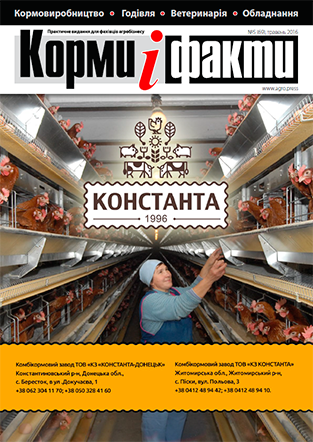 Кормовиробництво • Годівля • Ветеринарія • Обладнання
Практичне видання для фахівців агробізнесу
№5 (69), травень, 2016
Корми і факти
www.agro.press
КОНСТАНТА
1996
Комбікормовий завод ТОВ «КЗ «КОНСТАНТА-ДОНЕЦЬК»
Константиновський р-н, Донецька обл.,
с. Бересток, вул. Докучаєва, 1
+38 062 304 11 70; +38 050 328 41 60
Комбікормовий завод ТОВ «КЗ КОНСТАНТА»
Житомирська обл., Житомирський р-н,
с. Піски, вул. Польова, 3
+38 0412 48 94 42; +38 0412 48 94 10.